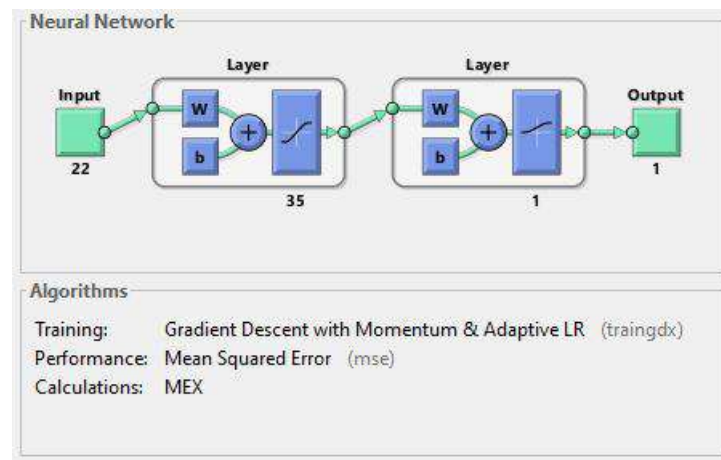 Neural Network
Layer Layer
Input W W Output
b + b +
22 35 1 1
Algorithms
Training: Gradient Descent with Momentum & Adaptive LR (traingdx)
Performance: Mean Squared Error (mse)
Calculations: MEX